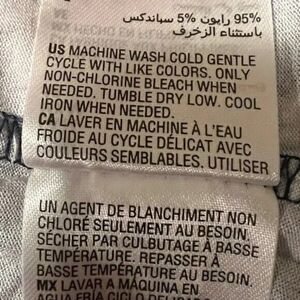 95% رايون 5% سباندكس
باستثناء الزخرف
US MACHINE WASH COLD GENTLE
CYCLE WITH LIKE COLORS. ONLY
NON-CHLORINE BLEACH WHEN
NEEDED. TUMBLE DRY LOW. COOL
IRON WHEN NEEDED.
CA LAVER EN MACHINE À L'EAU
FROIDE AU CYCLE DÉLICAT AVEC
COULEURS SEMBLABLES. UTILISER
UN AGENT DE BLANCHIMENT NON
CHLORÉ SEULEMENT AU BESOIN.
SÉCHER PAR CULBUTAGE À BASSE
TEMPÉRATURE. REPASSER À
BASSE TEMPÉRATURE AU BESOIN.
MX LAVAR A MÁQUINA EN
AGUA FRÍA CICLO